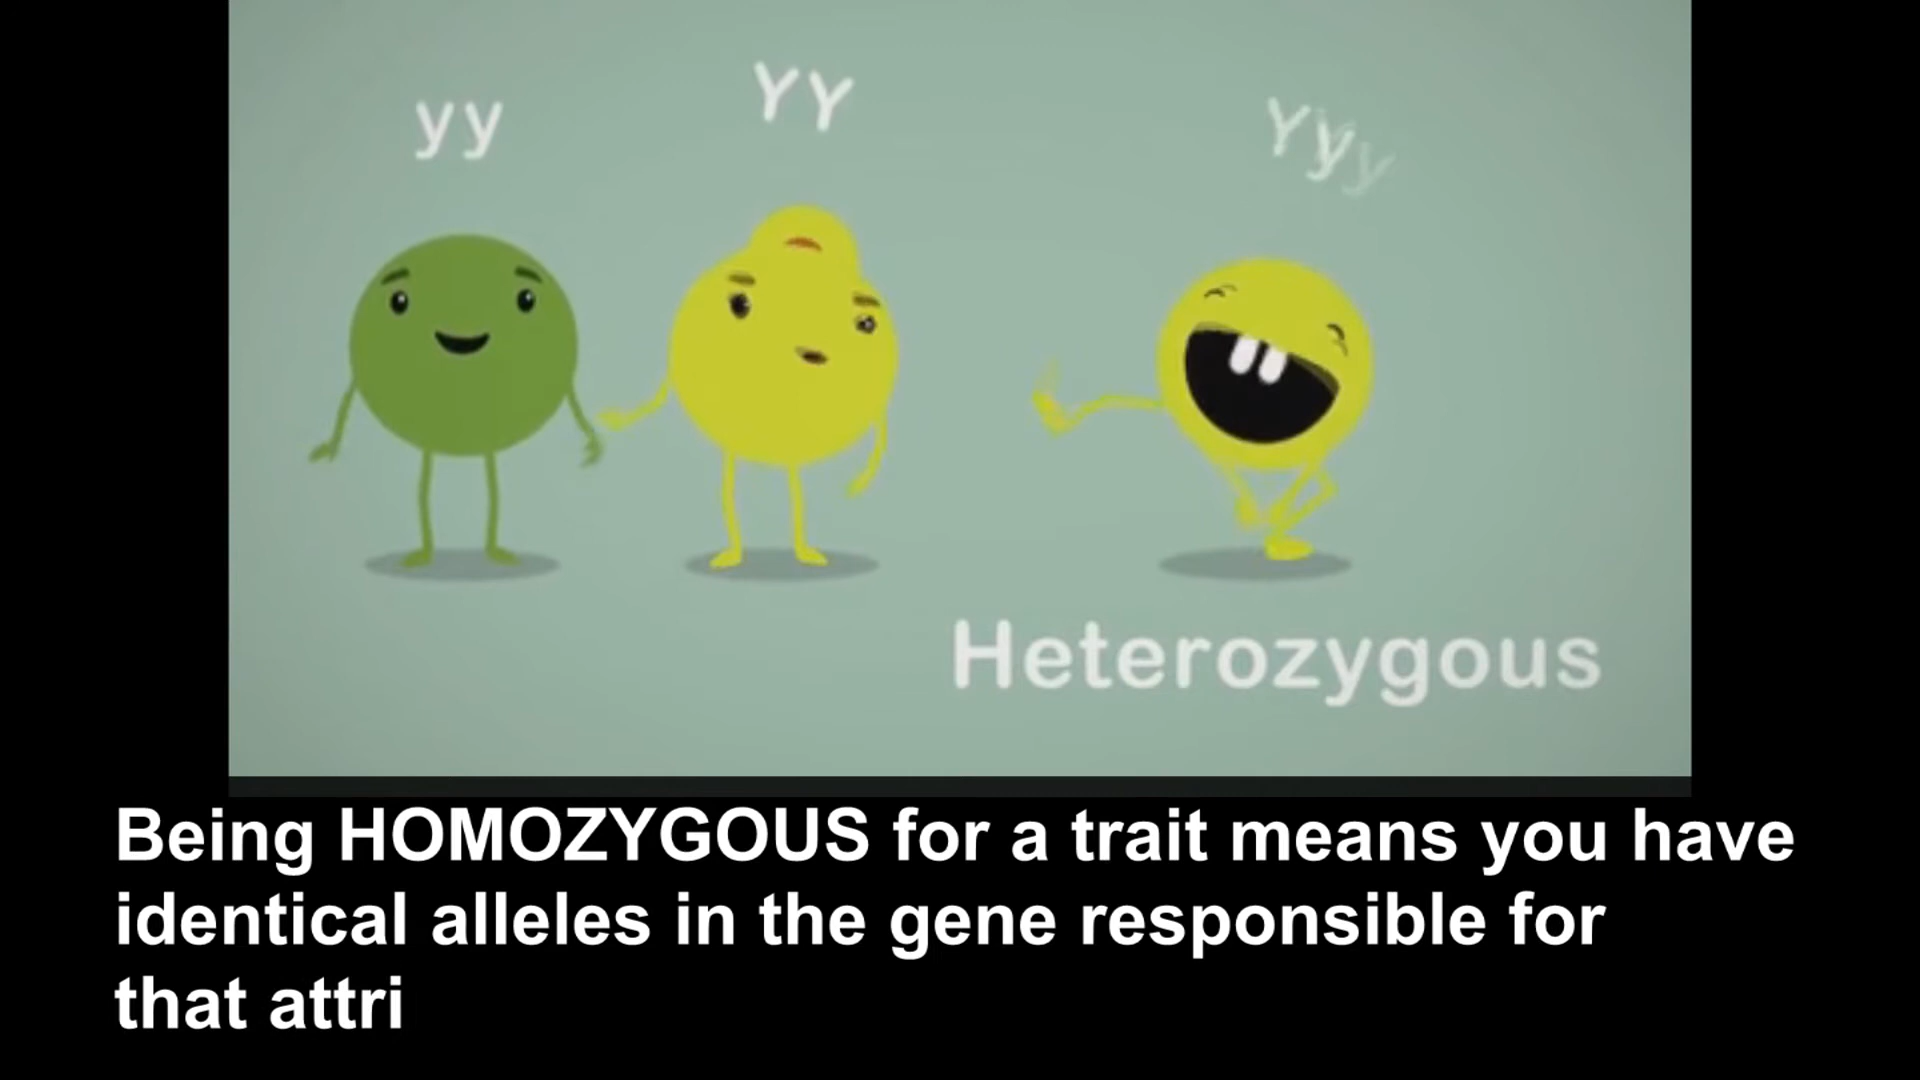 yy
YY
Yy
Heterozygous
Being HOMOZYGOUS for a trait means you have
identical alleles in the gene responsible for
that attri